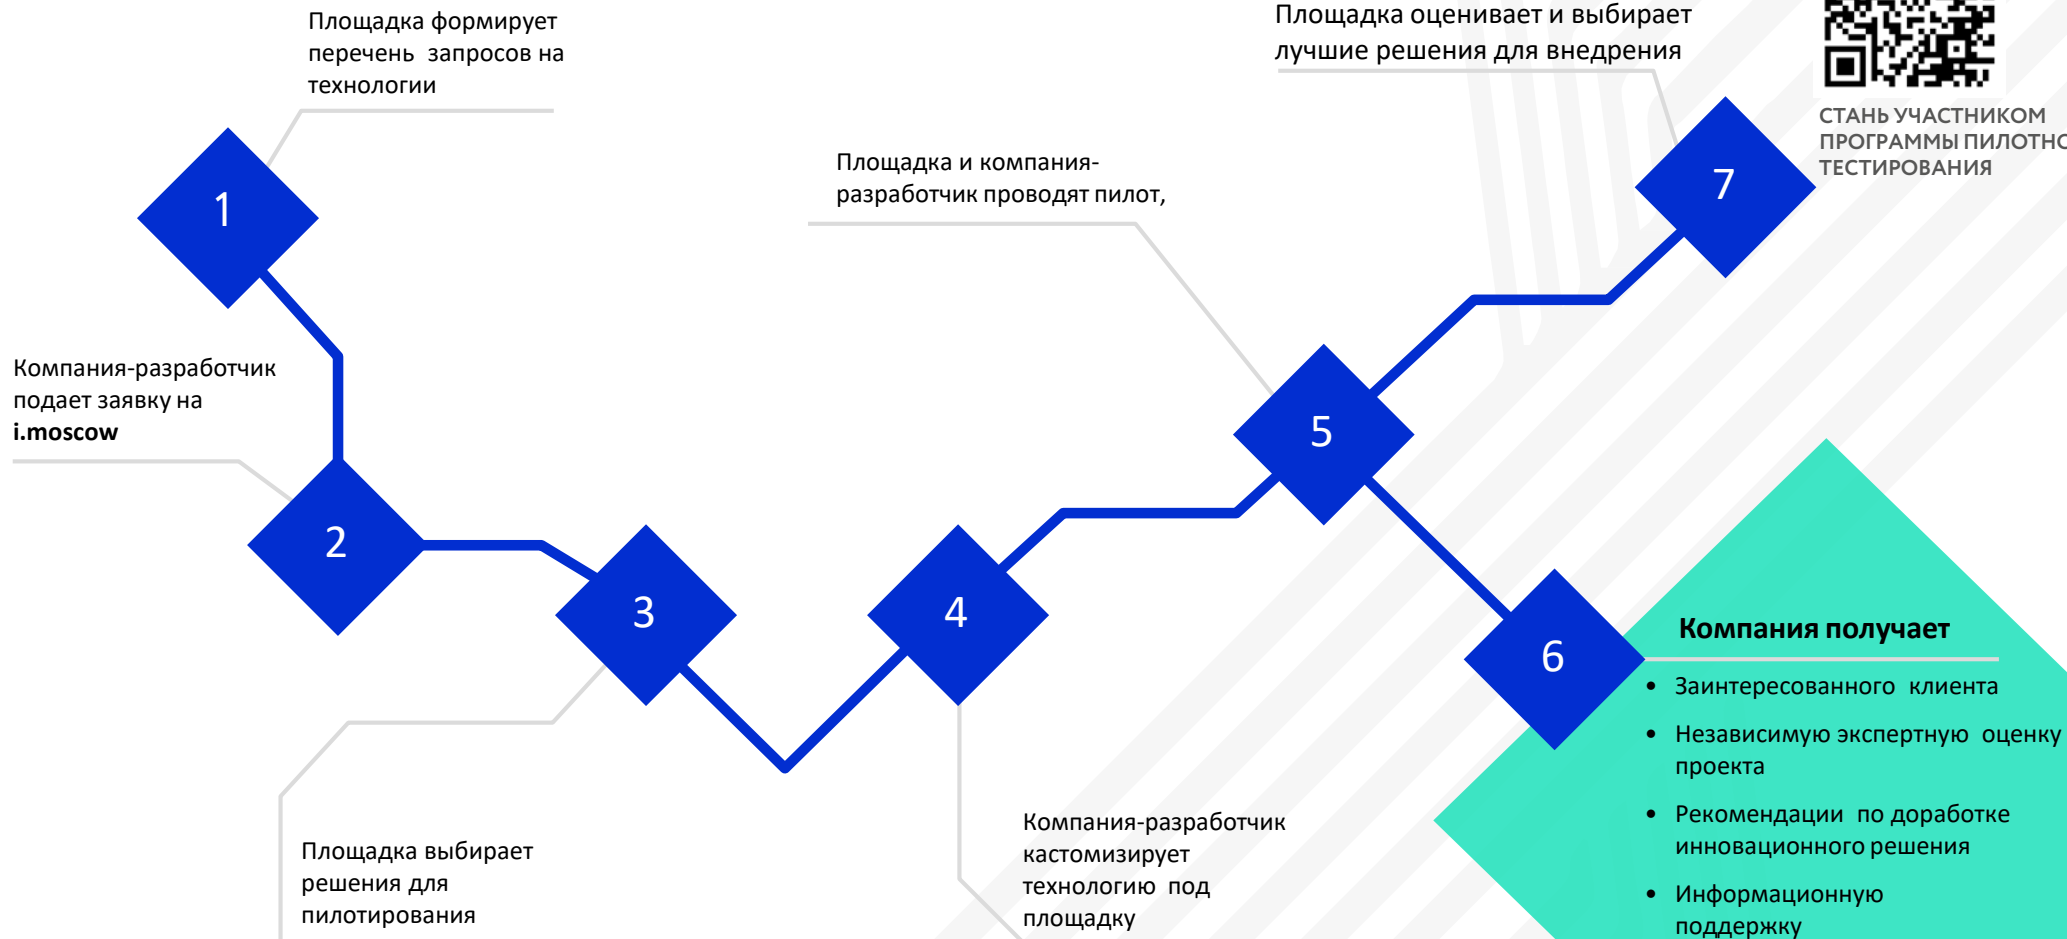 Площадка формирует
перечень запросов на
технологии
1
Компания-разработчик
подает заявку на
i.moscow
2
3
Площадка выбирает
решения для
пилотирования
4
Компания-разработчик
кастомизирует
технологию под
площадку
Площадка и компания-
разработчик проводят пилот,
5
6
Компания получает
• Заинтересованного клиента
• Независимую экспертную оценку
проекта
• Рекомендации по доработке
инновационного решения
• Информационную
поддержку
Площадка оценивает и выбирает
лучшие решения для внедрения
7
СТАНЬ УЧАСТНИКОМ
ПРОГРАММЫ ПИЛОТНО
ТЕСТИРОВАНИЯ